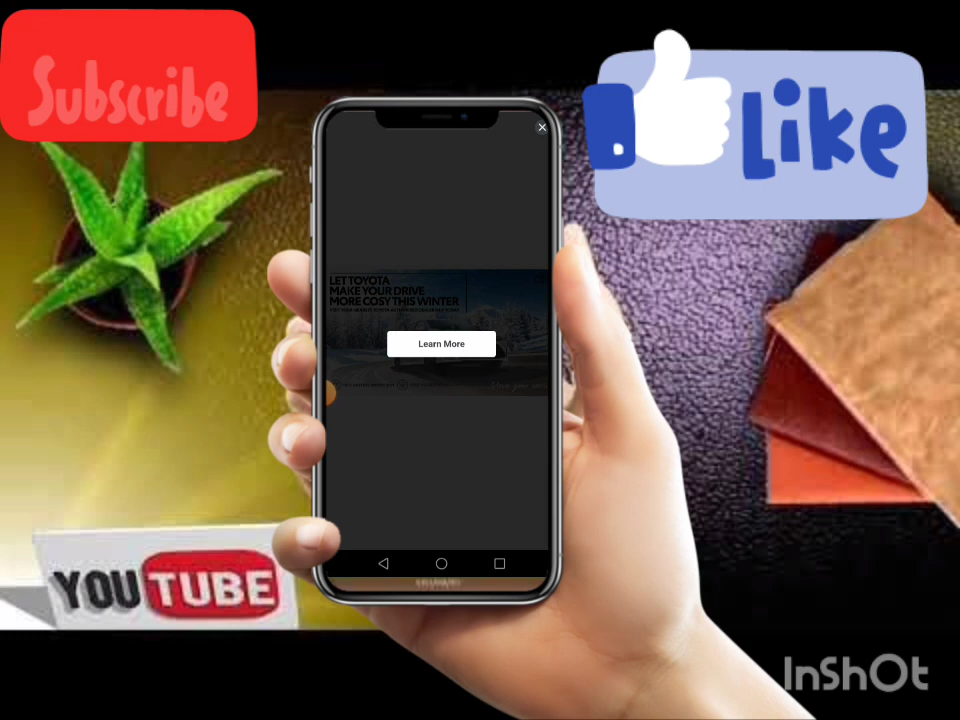 Subscribe
Like
LET TOYOTA
MAKE YOUR DRIVE
MORE COSY THIS WINTER
Learn More
YOUTUBE
InShOt